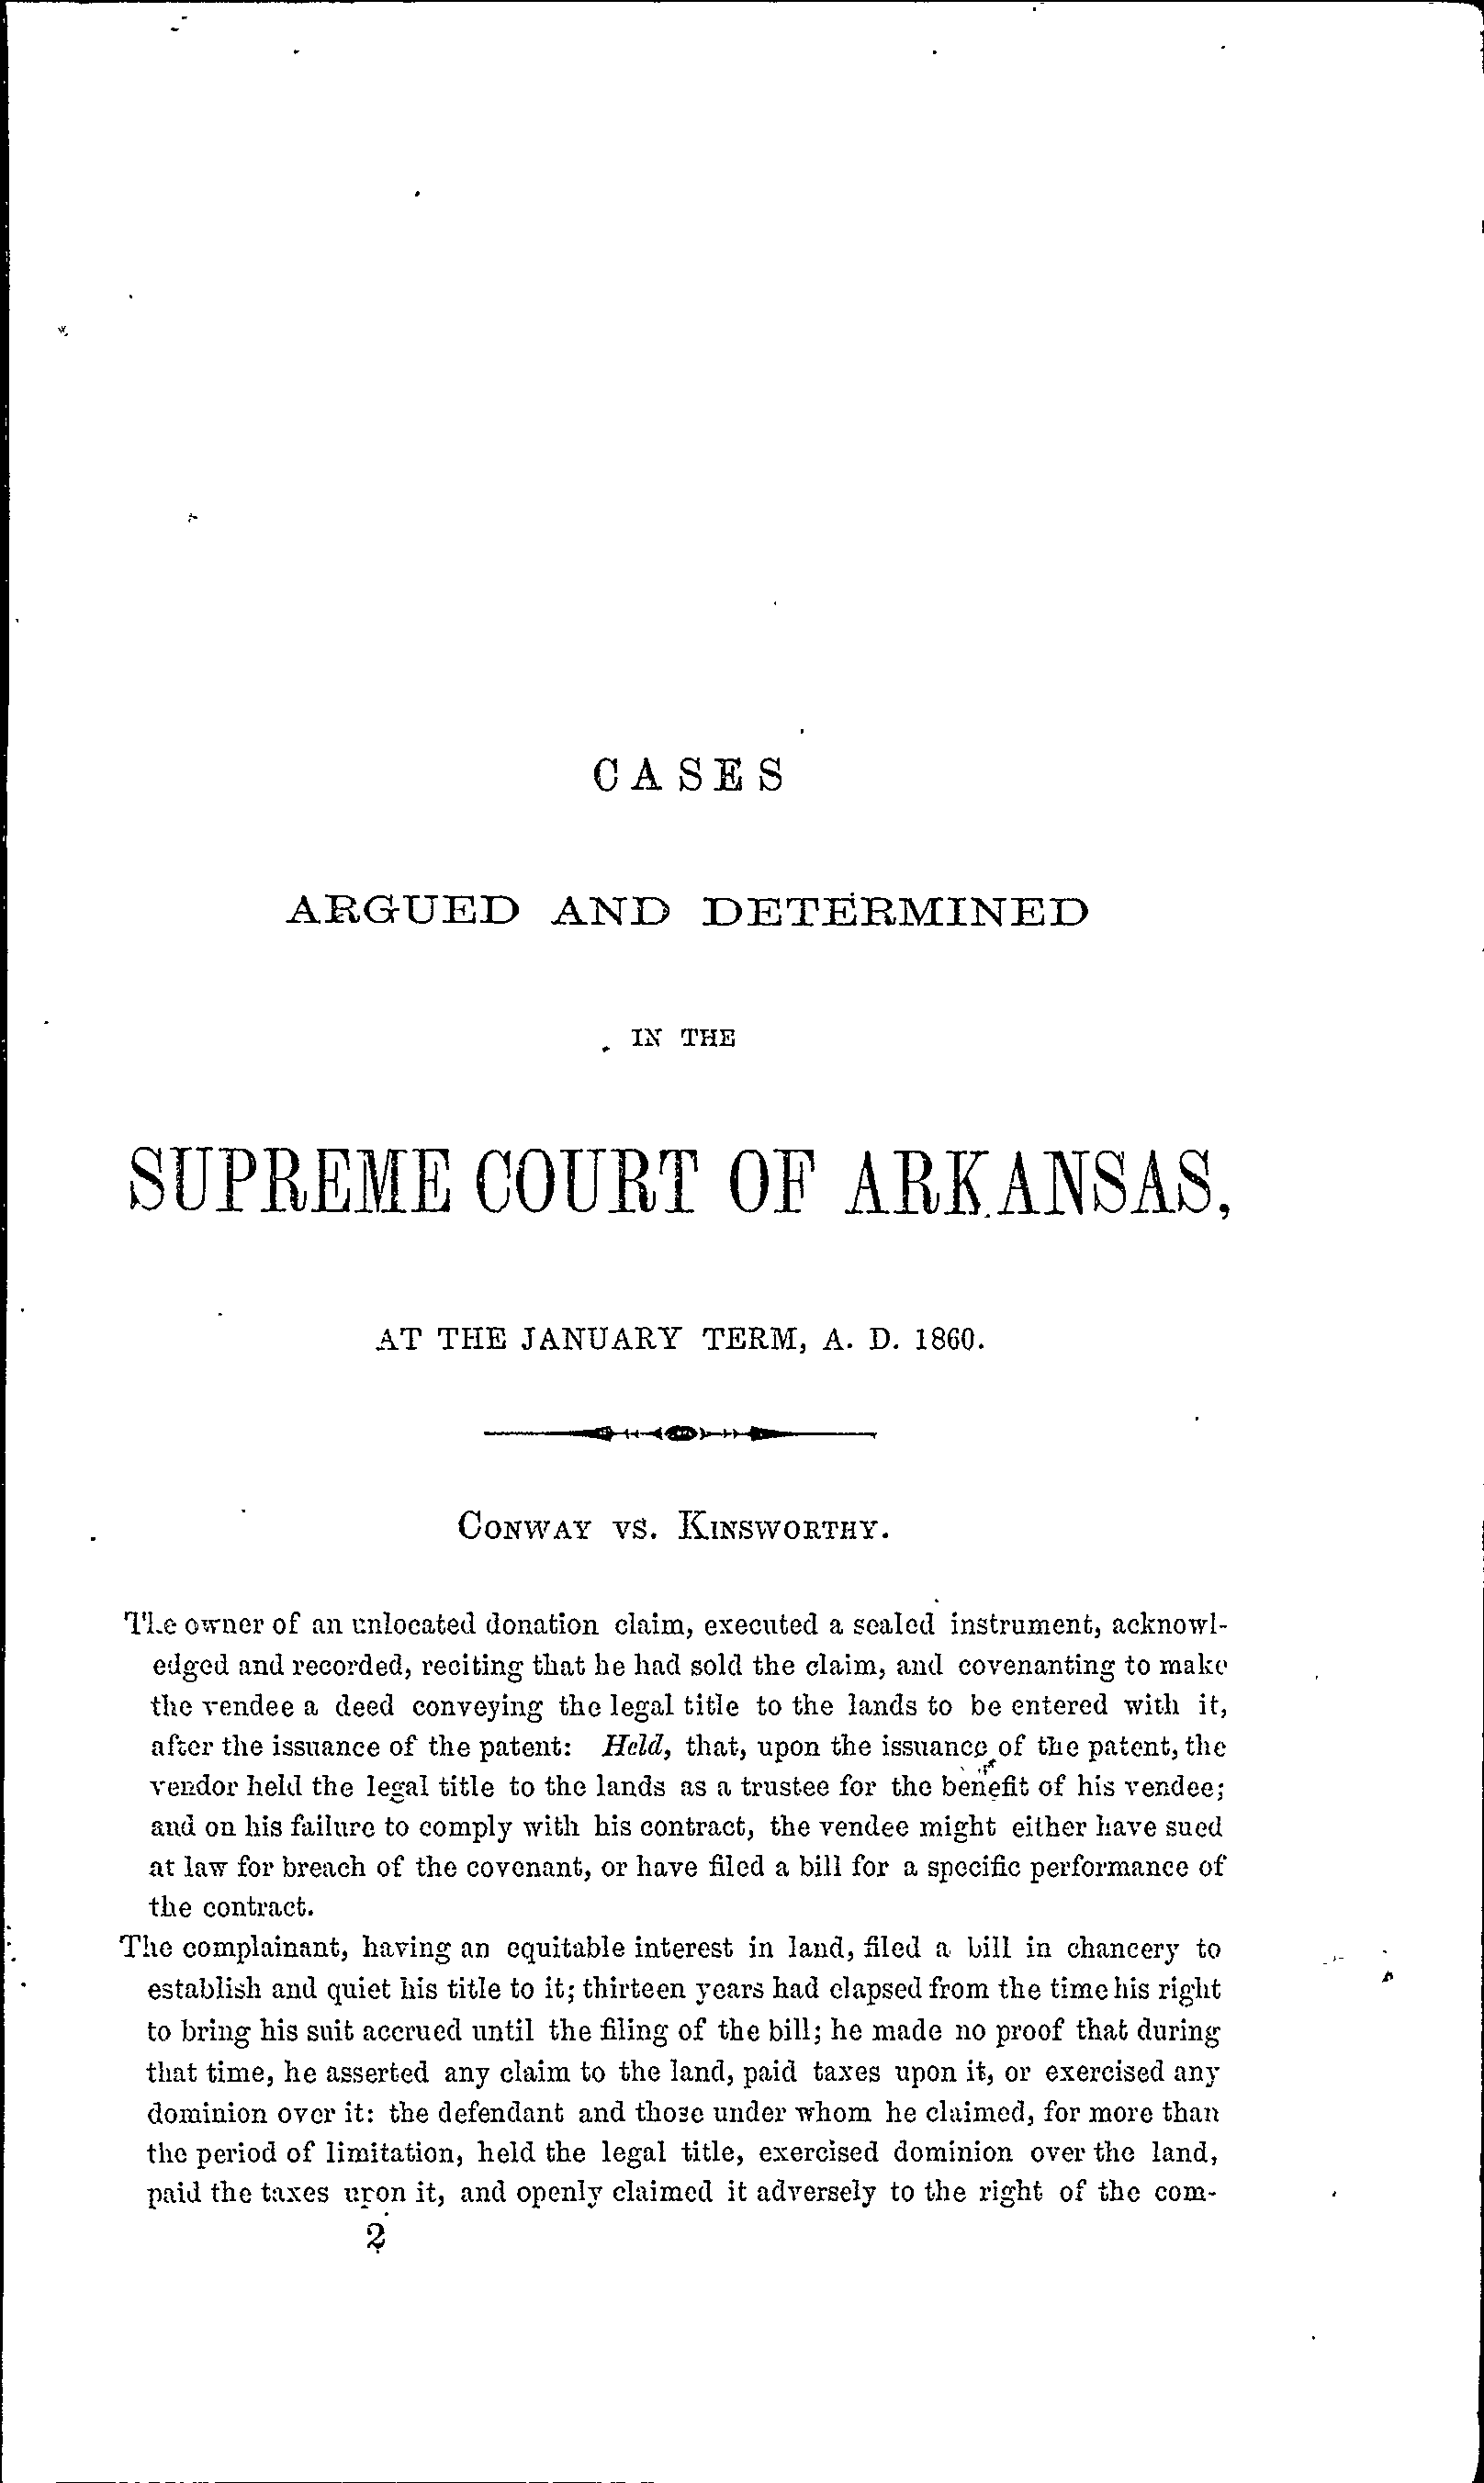 CASES
ARGUED AND DETERMINED
IN THE
SUPREME COURT OF ARKANSAS,
AT THE JANUARY TERM, A. D. 1860.
CONWAY VS. KINSWORTHY.
The owner of an unlocated donation claim, executed a sealed instrument, acknowl-
edged and recorded, reciting that he had sold the claim, and covenanting to make
the vendee a deed conveying the legal title to the lands to be entered with it,
after the issuance of the patent: Held, that, upon the issuance of the patent, the
vendor held the legal title to the lands as a trustee for the benefit of his vendee;
and on his failure to comply with his contract, the vendee might either have sued
at law for breach of the covenant, or have filed a bill for a specific performance of
the contract.
The complainant, having an equitable interest in land, filed a bill in chancery to
establish and quiet his title to it; thirteen years had elapsed from the time his right
to bring his suit accrued until the filing of the bill; he made no proof that during
that time, he asserted any claim to the land, paid taxes upon it, or exercised any
dominion over it: the defendant and those under whom he claimed, for more than
the period of limitation, held the legal title, exercised dominion over the land,
paid the taxes upon it, and openly claimed it adversely to the right of the com-
2